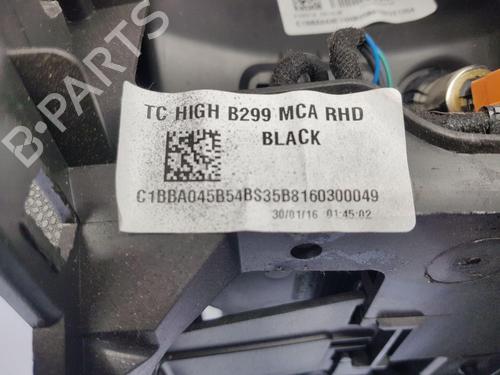 B-PARTS
TC HIGH B299 MCA RHD
BLACK
C1BBA045B54BS35B8160300049
30/01/16 01:45:02